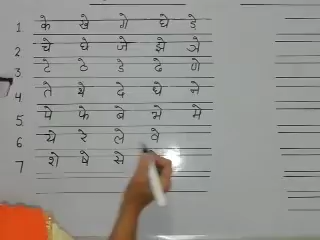 1. के खे गे घे ङे
2 चे छे जे झे ञे
3 टे ठे डे ढे णे
4 ते थे दे धे ने
5. पे फे बे भे मे
6 ये रे ले वे
7 शे षे से